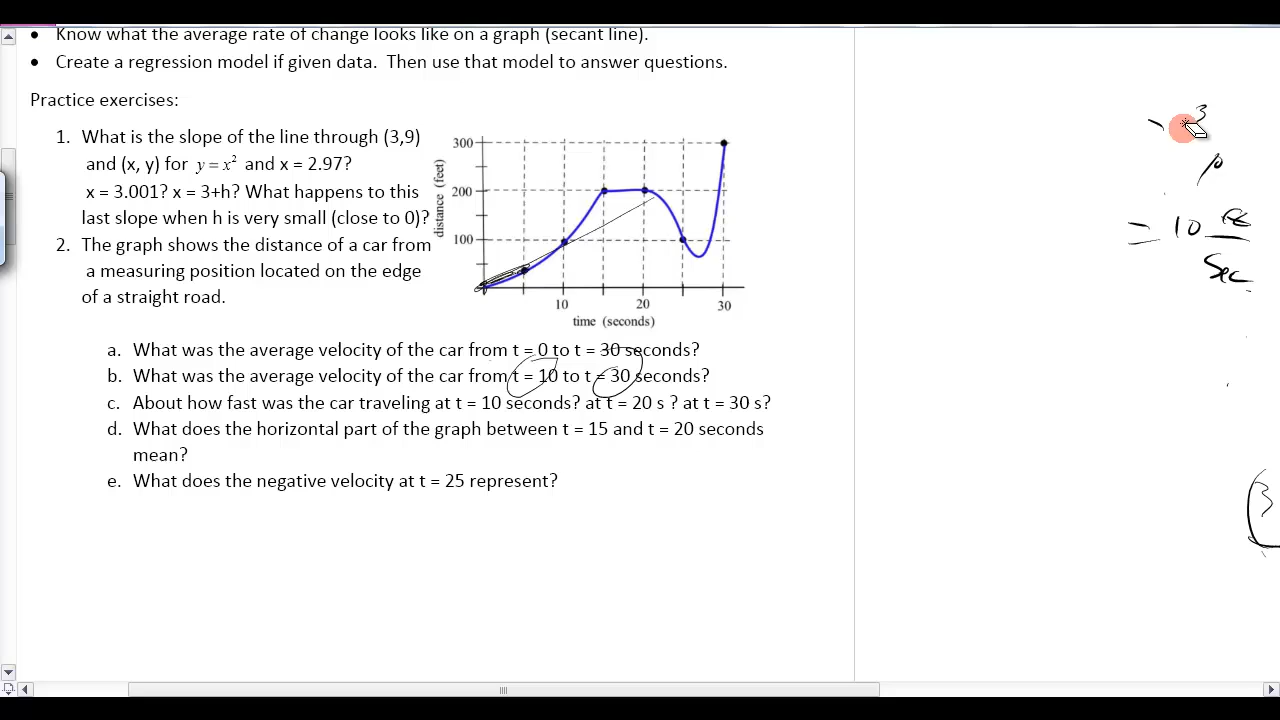 • Know what the average rate of change looks like on a graph (secant line).
• Create a regression model if given data. Then use that model to answer questions.
Practice exercises:
1. What is the slope of the line through (3,9)
and (x, y) for y = x² and x = 2.97?
x = 3.001? x = 3+h? What happens to this
last slope when h is very small (close to 0)?
2. The graph shows the distance of a car from
a measuring position located on the edge
of a straight road.
300
200
100
distance (feet)
10 20 30
time (seconds)
a. What was the average velocity of the car from t = 0 to t = 30 seconds?
b. What was the average velocity of the car from t = 10 to t = 30 seconds?
c. About how fast was the car traveling at t = 10 seconds? at t = 20 s ? at t = 30 s?
d. What does the horizontal part of the graph between t = 15 and t = 20 seconds
mean?
e. What does the negative velocity at t = 25 represent?
3
= 10
sec
3